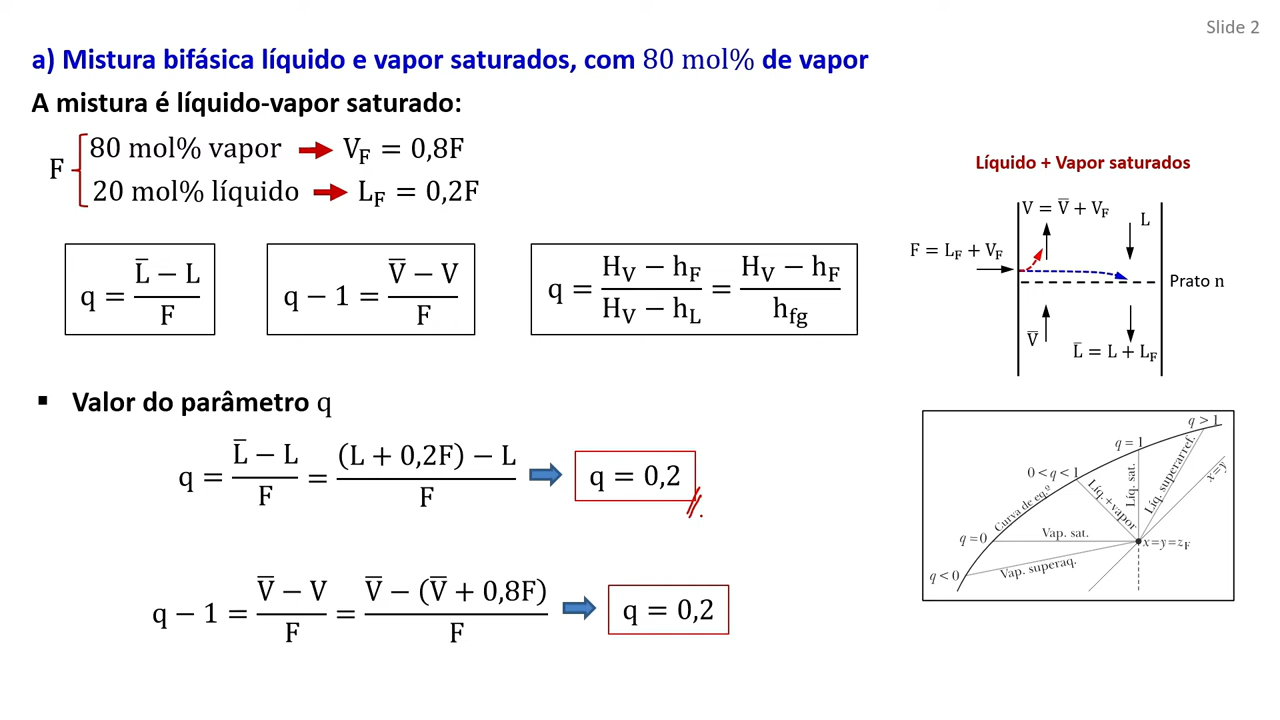 Slide 2
a) Mistura bifásica líquido e vapor saturados, com 80 mol% de vapor
A mistura é líquido-vapor saturado:
F
80 mol% vapor ➡ V_F = 0,8F
20 mol% líquido ➡ L_F = 0,2F
q = (L̅ − L)/F
q − 1 = (V̅ − V)/F
q = (H_V − h_F)/(H_V − h_L) = (H_V − h_F)/h_fg
▪ Valor do parâmetro q
q = (L̅ − L)/F = ((L + 0,2F) − L)/F ➡ q = 0,2
q − 1 = (V̅ − V)/F = (V̅ − (V̅ + 0,8F))/F ➡ q = 0,2
Líquido + Vapor saturados
V = V̅ + V_F
L
F = L_F + V_F
Prato n
V̅
L̅ = L + L_F
q > 1
q = 1
0 < q < 1
x=y
Líq. superarref.
Líq. sat.
Líq. +vapor
Curva de eq.º
q = 0
Vap. sat.
x=y=z_F
q < 0
Vap. superaq.